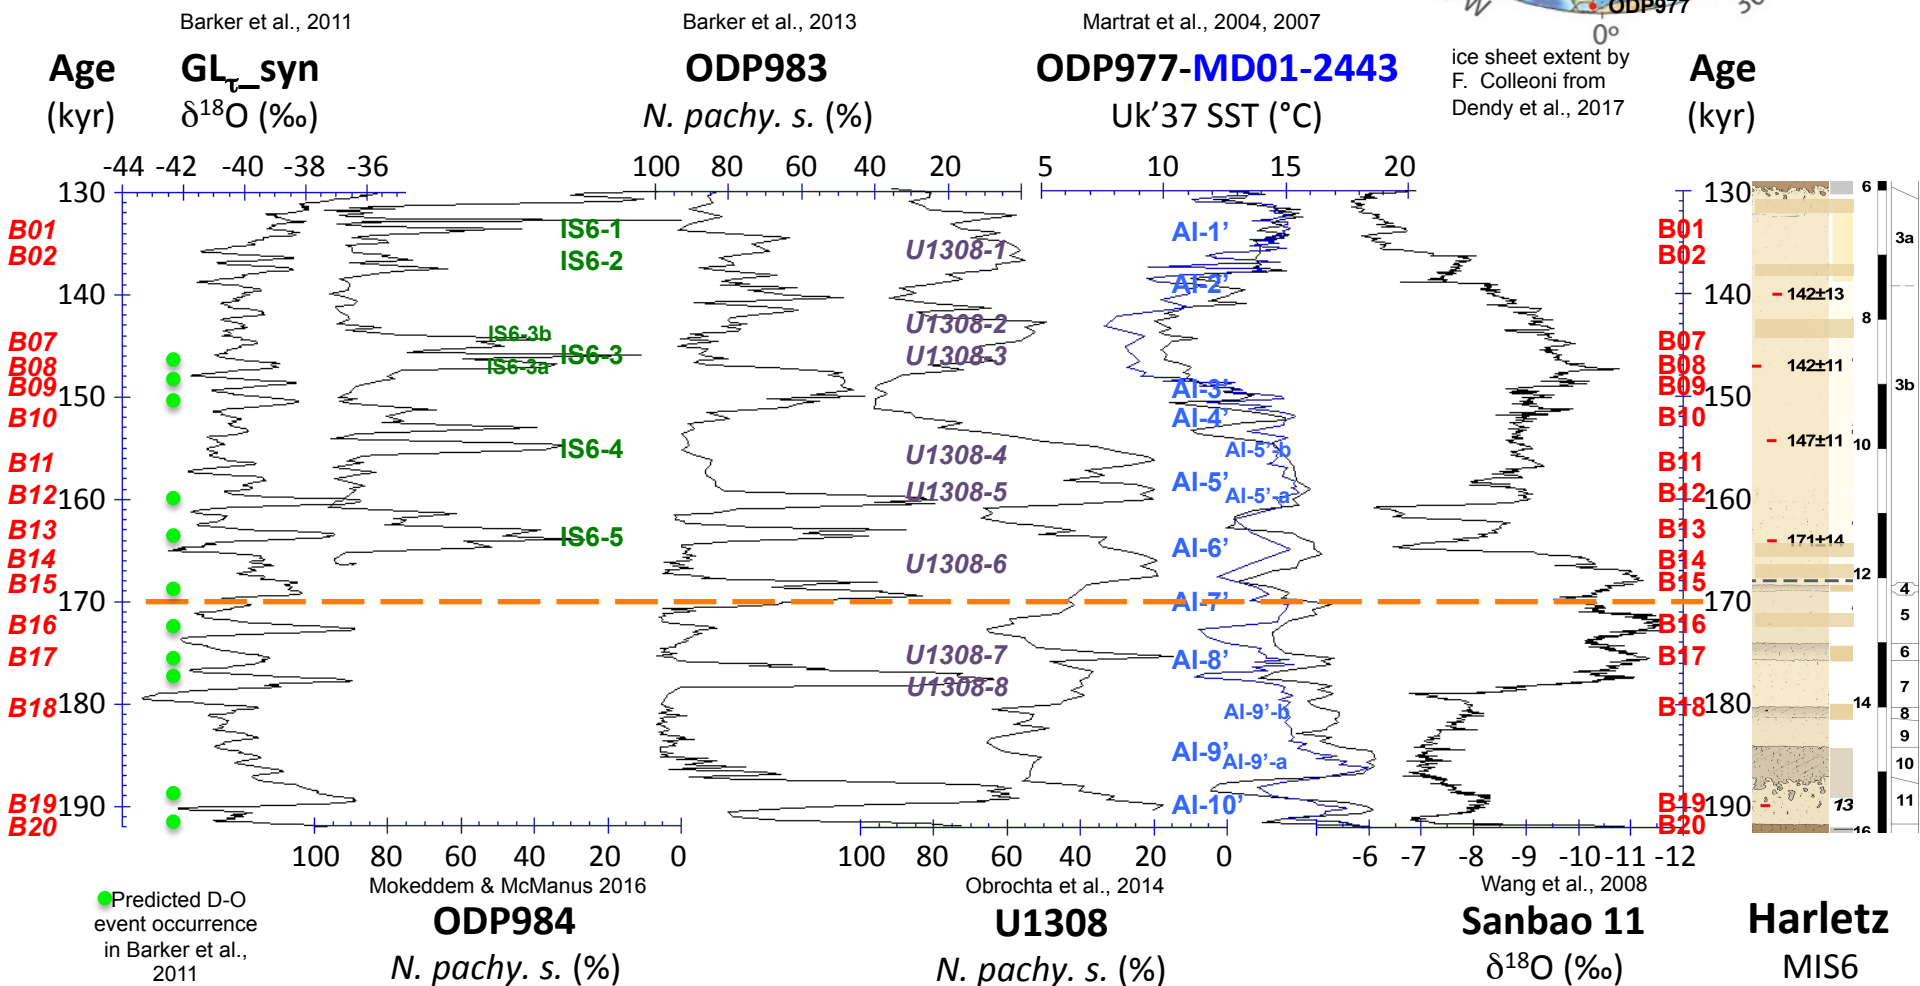 Barker et al., 2011
Barker et al., 2013
Martrat et al., 2004, 2007
W
ODP977
0°
30
Age
(kyr)
GLτ_syn
δ18O (‰)
ODP983
N. pachy. s. (%)
ODP977-MD01-2443
Uk’37 SST (°C)
ice sheet extent by
F. Colleoni from
Dendy et al., 2017
Age
(kyr)
-44 -42 -40 -38 -36
100 80 60 40 20
5 10 15 20
130
140
150
160
170
180
190
B01
B02
B07
B08
B09
B10
B11
B12
B13
B14
B15
B16
B17
B18
B19
B20
IS6-1
IS6-2
IS6-3b
IS6-3
IS6-3a
IS6-4
IS6-5
U1308-1
U1308-2
U1308-3
U1308-4
U1308-5
U1308-6
U1308-7
U1308-8
AI-1’
AI-2’
AI-3’
AI-4’
AI-5’-b
AI-5’
AI-5’-a
AI-6’
AI-7’
AI-8’
AI-9’-b
AI-9’
AI-9’-a
AI-10’
B01
B02
B07
B08
B09
B10
B11
B12
B13
B14
B15
B16
B17
B18
B19
B20
130
140
150
160
170
180
190
142±13
142±11
147±11
171±14
13
6
8
10
12
14
16
3a
3b
4
5
6
7
8
9
10
11
100 80 60 40 20 0
100 80 60 40 20 0
-6 -7 -8 -9 -10 -11 -12
Mokeddem & McManus 2016
Obrochta et al., 2014
Wang et al., 2008
Predicted D-O
event occurrence
in Barker et al.,
2011
ODP984
N. pachy. s. (%)
U1308
N. pachy. s. (%)
Sanbao 11
δ18O (‰)
Harletz
MIS6